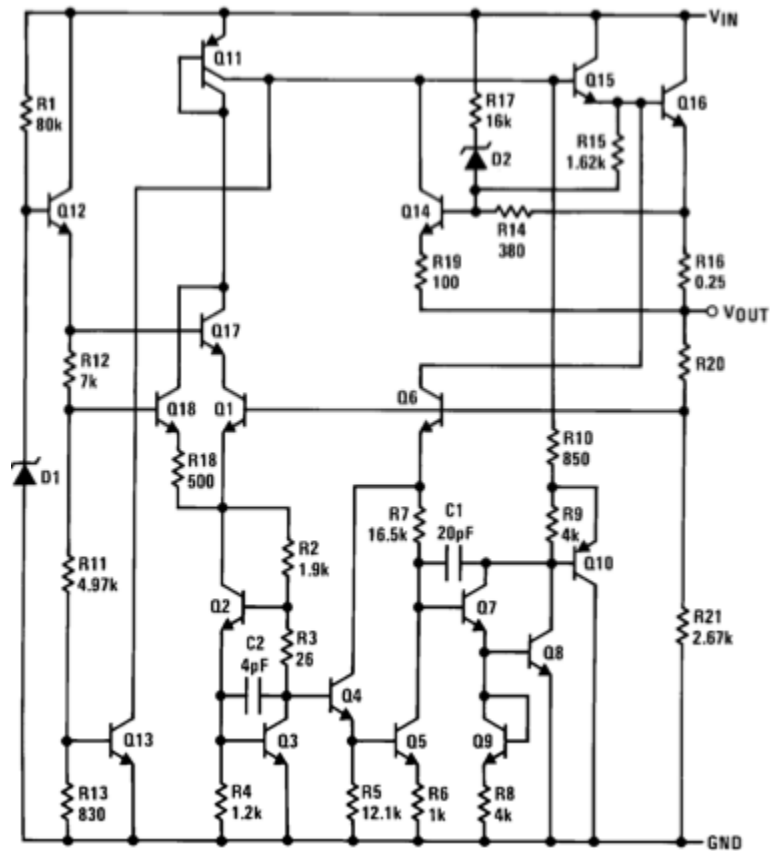 VIN
Q11
Q15
Q16
R1
80k
R17
16k
D2
R15
1.62k
Q12
Q14
R14
380
R19
100
R16
0.25
VOUT
Q17
R12
7k
R20
Q18
Q1
Q6
R18
500
D1
R10
850
R7
16.5k
C1
20pF
R9
4k
Q10
R2
1.9k
R11
4.97k
Q2
Q7
R3
26
C2
4pF
Q4
Q8
R21
2.67k
Q13
Q3
Q5
Q9
R13
830
R4
1.2k
R5
12.1k
R6
1k
R8
4k
GND